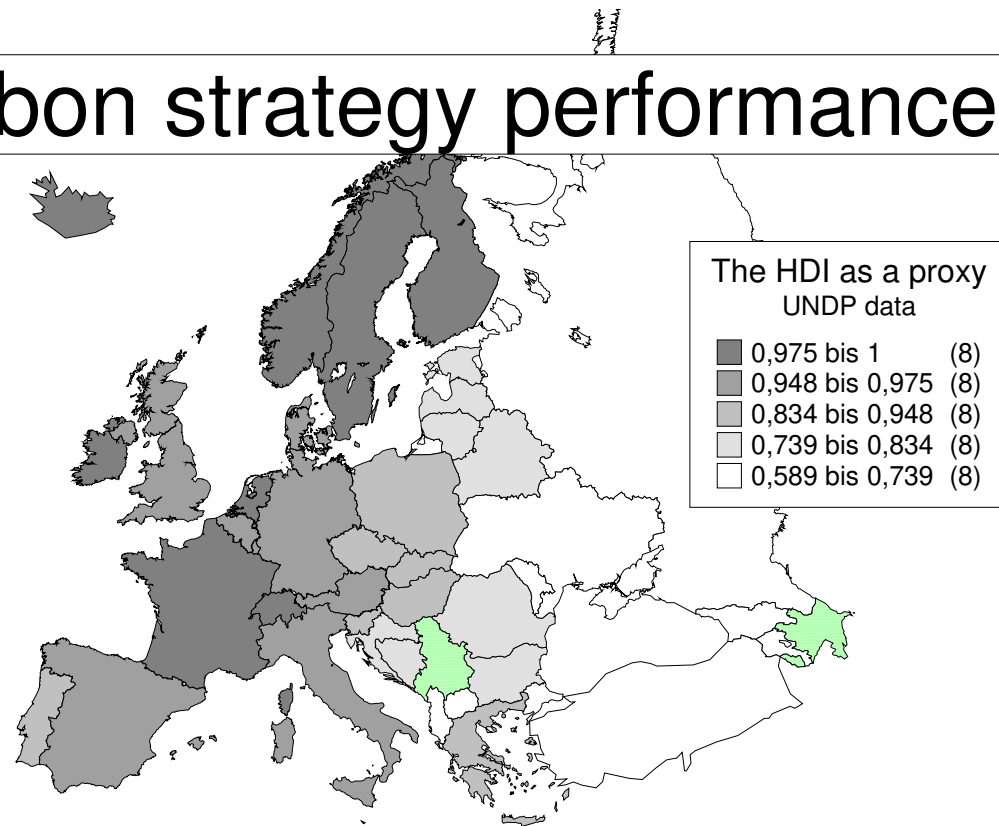 bon strategy performance
The HDI as a proxy
UNDP data
0,975 bis 1 (8)
0,948 bis 0,975 (8)
0,834 bis 0,948 (8)
0,739 bis 0,834 (8)
0,589 bis 0,739 (8)